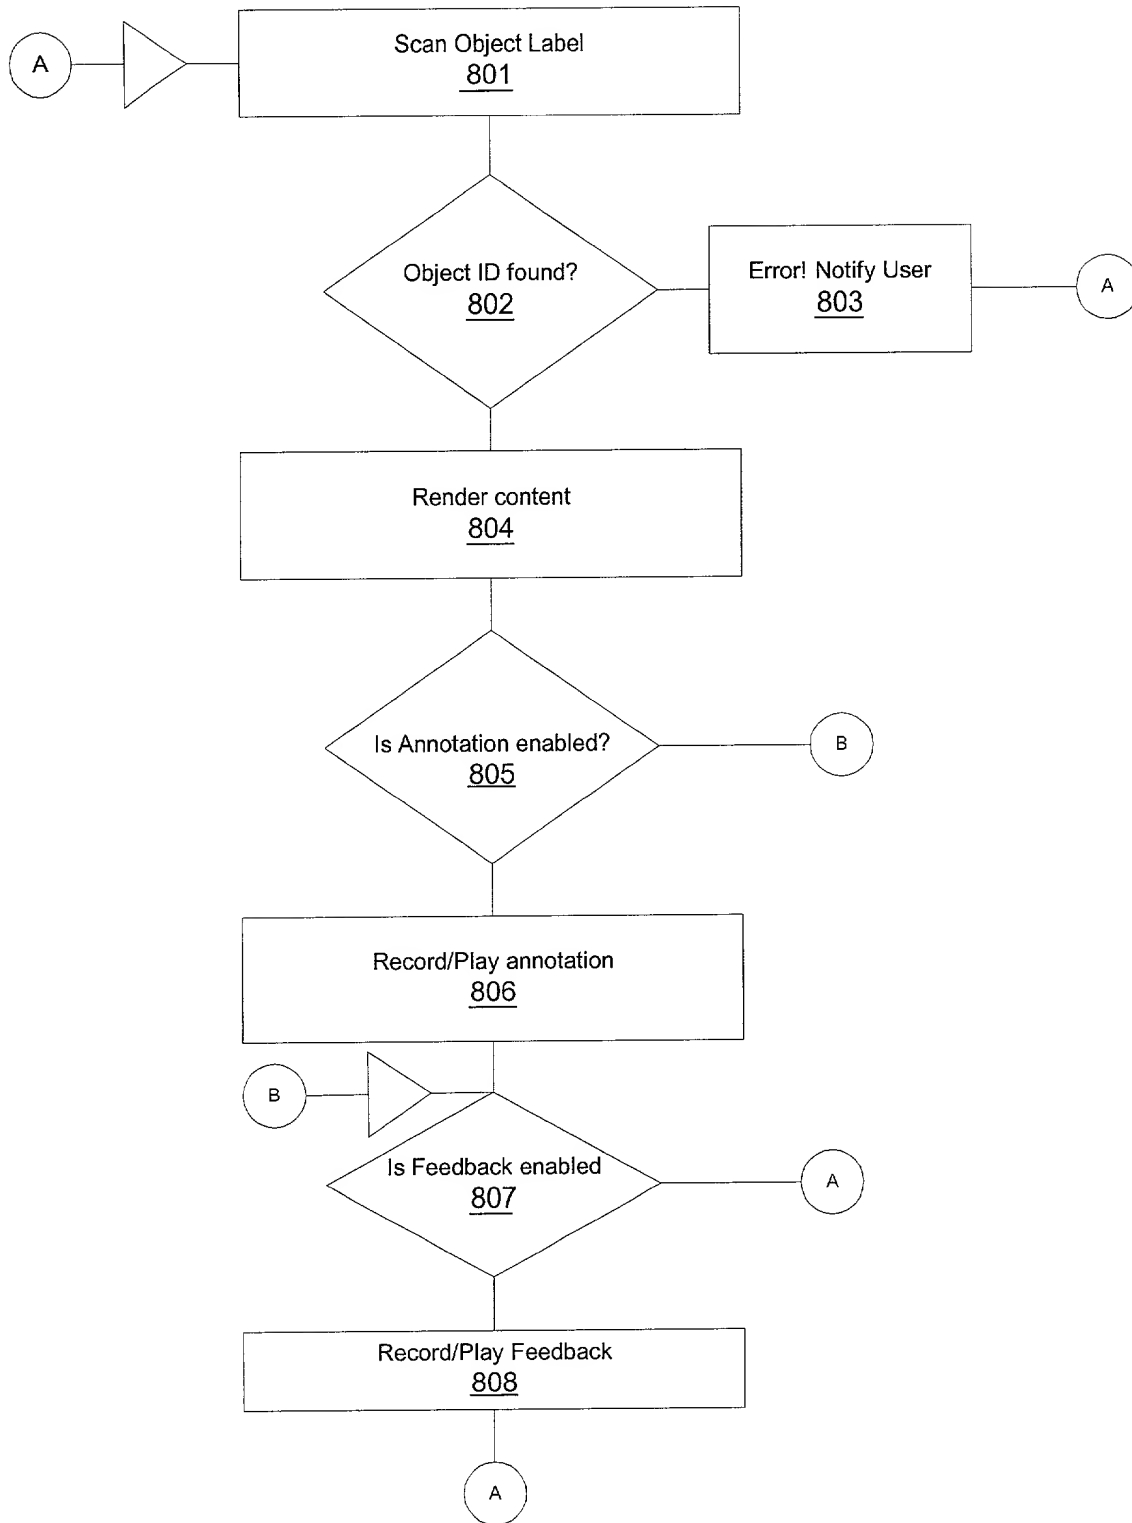 A
Scan Object Label
801
Object ID found?
802
Error! Notify User
803
A
Render content
804
Is Annotation enabled?
805
B
Record/Play annotation
806
B
Is Feedback enabled
807
A
Record/Play Feedback
808
A